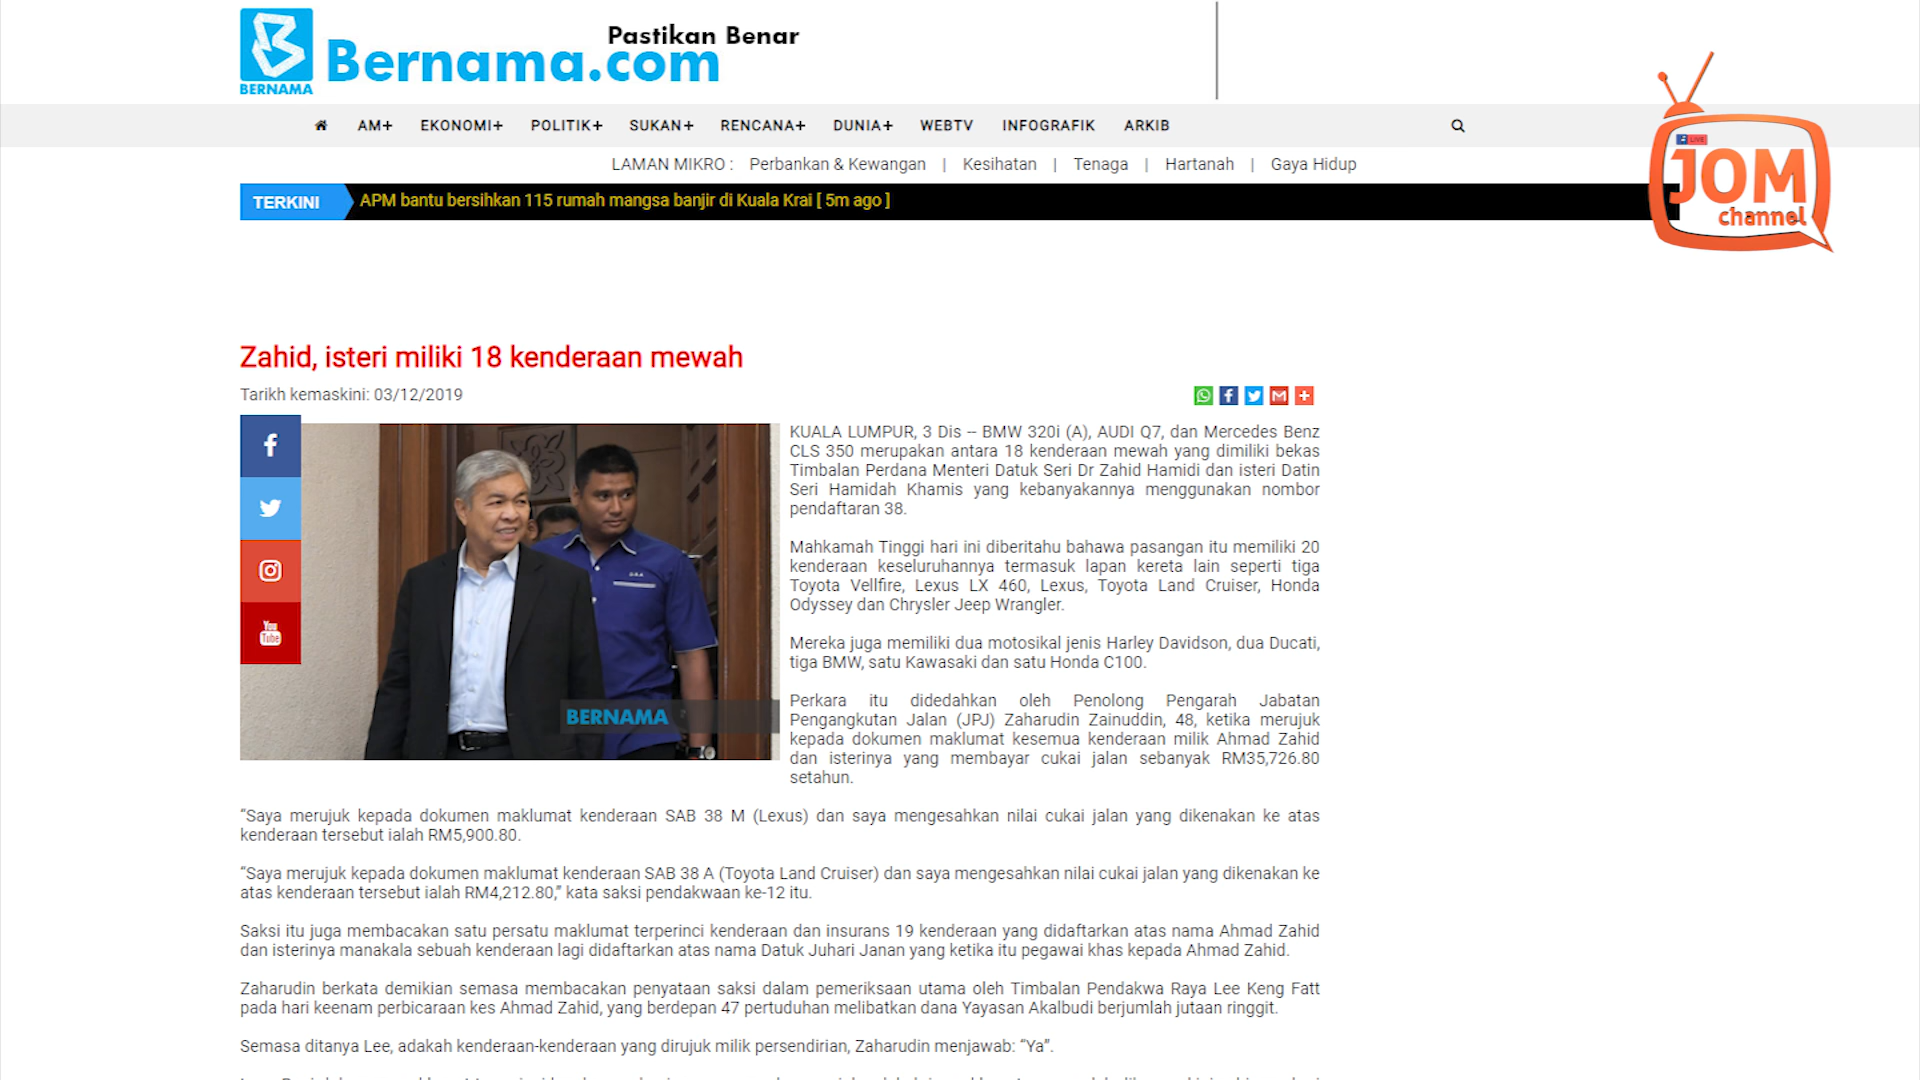 BERNAMA
Bernama.com
Pastikan Benar
AM+ EKONOMI+ POLITIK+ SUKAN+ RENCANA+ DUNIA+ WEBTV INFOGRAFIK ARKIB
LAMAN MIKRO : Perbankan & Kewangan | Kesihatan | Tenaga | Hartanah | Gaya Hidup
TERKINI APM bantu bersihkan 115 rumah mangsa banjir di Kuala Krai [ 5m ago ]
LIVE
JOM
channel
Zahid, isteri miliki 18 kenderaan mewah
Tarikh kemaskini: 03/12/2019
You
Tube
BERNAMA
KUALA LUMPUR, 3 Dis -- BMW 320i (A), AUDI Q7, dan Mercedes Benz
CLS 350 merupakan antara 18 kenderaan mewah yang dimiliki bekas
Timbalan Perdana Menteri Datuk Seri Dr Zahid Hamidi dan isteri Datin
Seri Hamidah Khamis yang kebanyakannya menggunakan nombor
pendaftaran 38.
Mahkamah Tinggi hari ini diberitahu bahawa pasangan itu memiliki 20
kenderaan keseluruhannya termasuk lapan kereta lain seperti tiga
Toyota Vellfire, Lexus LX 460, Lexus, Toyota Land Cruiser, Honda
Odyssey dan Chrysler Jeep Wrangler.
Mereka juga memiliki dua motosikal jenis Harley Davidson, dua Ducati,
tiga BMW, satu Kawasaki dan satu Honda C100.
Perkara itu didedahkan oleh Penolong Pengarah Jabatan
Pengangkutan Jalan (JPJ) Zaharudin Zainuddin, 48, ketika merujuk
kepada dokumen maklumat kesemua kenderaan milik Ahmad Zahid
dan isterinya yang membayar cukai jalan sebanyak RM35,726.80
setahun.
“Saya merujuk kepada dokumen maklumat kenderaan SAB 38 M (Lexus) dan saya mengesahkan nilai cukai jalan yang dikenakan ke atas
kenderaan tersebut ialah RM5,900.80.
“Saya merujuk kepada dokumen maklumat kenderaan SAB 38 A (Toyota Land Cruiser) dan saya mengesahkan nilai cukai jalan yang dikenakan ke
atas kenderaan tersebut ialah RM4,212.80,” kata saksi pendakwaan ke-12 itu.
Saksi itu juga membacakan satu persatu maklumat terperinci kenderaan dan insurans 19 kenderaan yang didaftarkan atas nama Ahmad Zahid
dan isterinya manakala sebuah kenderaan lagi didaftarkan atas nama Datuk Juhari Janan yang ketika itu pegawai khas kepada Ahmad Zahid.
Zaharudin berkata demikian semasa membacakan penyataan saksi dalam pemeriksaan utama oleh Timbalan Pendakwa Raya Lee Keng Fatt
pada hari keenam perbicaraan kes Ahmad Zahid, yang berdepan 47 pertuduhan melibatkan dana Yayasan Akalbudi berjumlah jutaan ringgit.
Semasa ditanya Lee, adakah kenderaan-kenderaan yang dirujuk milik persendirian, Zaharudin menjawab: “Ya”.